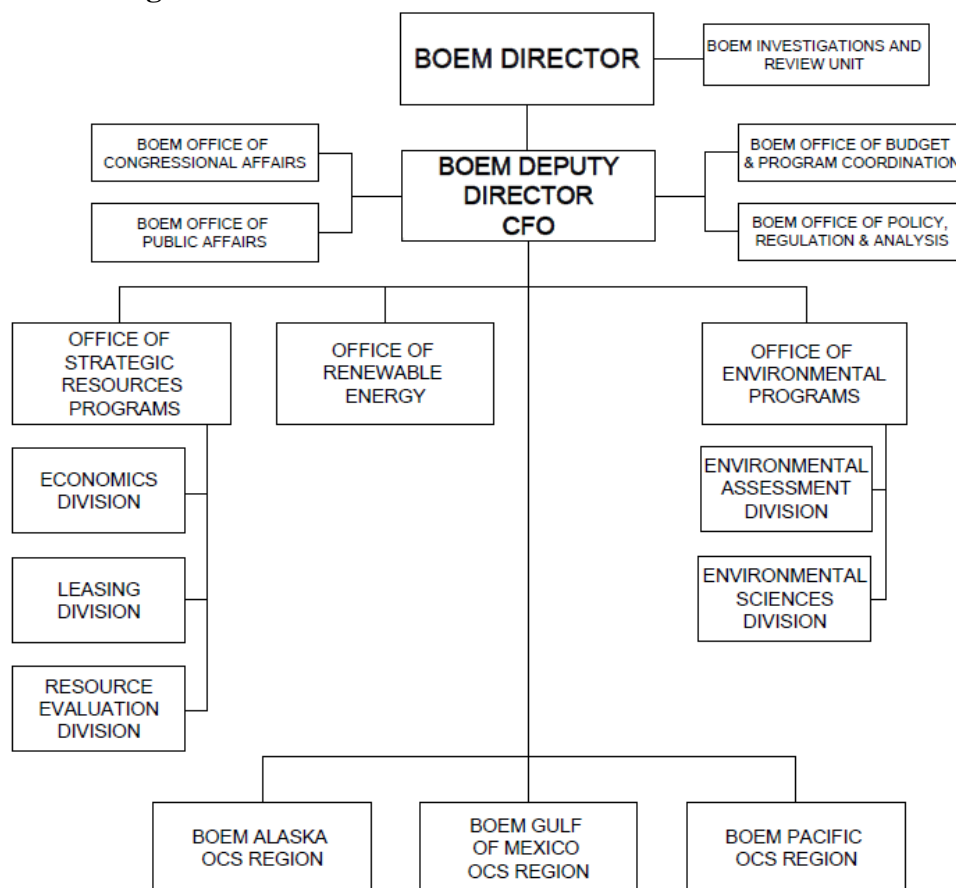 BOEM DIRECTOR
BOEM INVESTIGATIONS AND
REVIEW UNIT
BOEM OFFICE OF
CONGRESSIONAL AFFAIRS
BOEM DEPUTY
DIRECTOR
CFO
BOEM OFFICE OF BUDGET
& PROGRAM COORDINATION
BOEM OFFICE OF
PUBLIC AFFAIRS
BOEM OFFICE OF POLICY,
REGULATION & ANALYSIS
OFFICE OF
STRATEGIC
RESOURCES
PROGRAMS
OFFICE OF
RENEWABLE
ENERGY
OFFICE OF
ENVIRONMENTAL
PROGRAMS
ECONOMICS
DIVISION
LEASING
DIVISION
RESOURCE
EVALUATION
DIVISION
ENVIRONMENTAL
ASSESSMENT
DIVISION
ENVIRONMENTAL
SCIENCES
DIVISION
BOEM ALASKA
OCS REGION
BOEM GULF
OF MEXICO
OCS REGION
BOEM PACIFIC
OCS REGION